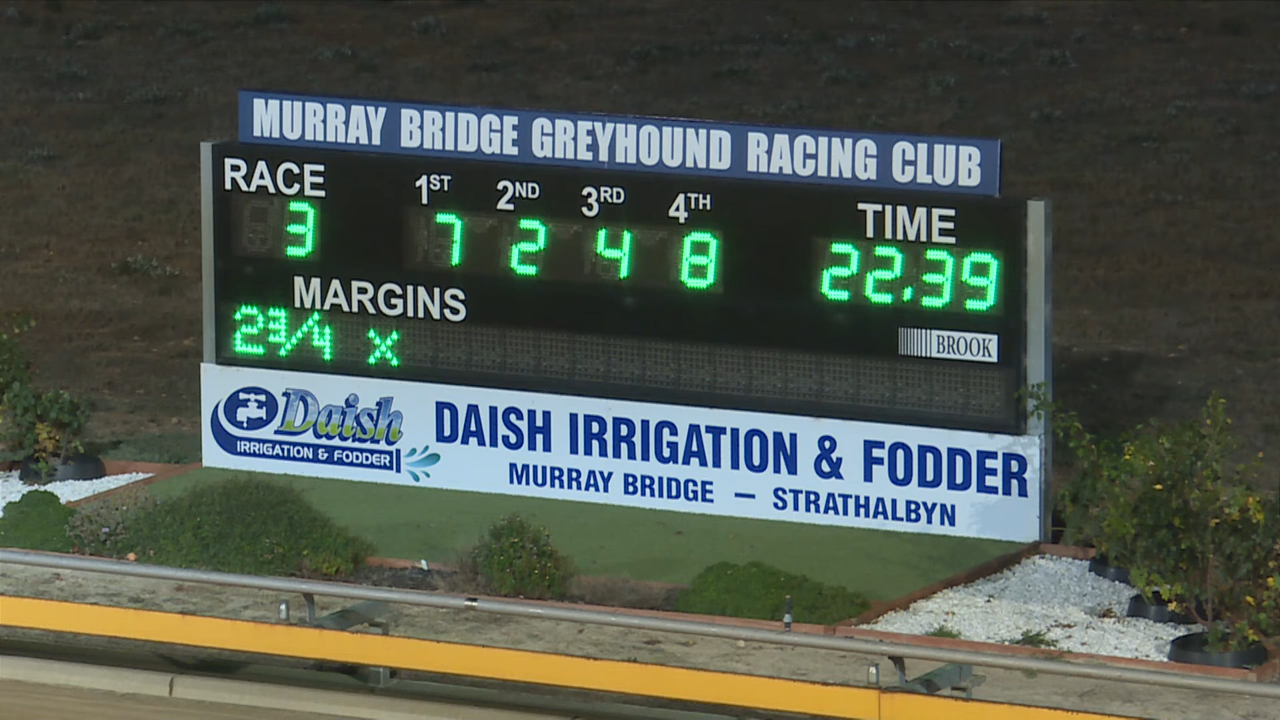 MURRAY BRIDGE GREYHOUND RACING CLUB
RACE 1ST 2ND 3RD 4TH TIME
3 7 2 4 8 22.39
MARGINS
2¾ x
BROOK
Daish
IRRIGATION & FODDER
DAISH IRRIGATION & FODDER
MURRAY BRIDGE – STRATHALBYN